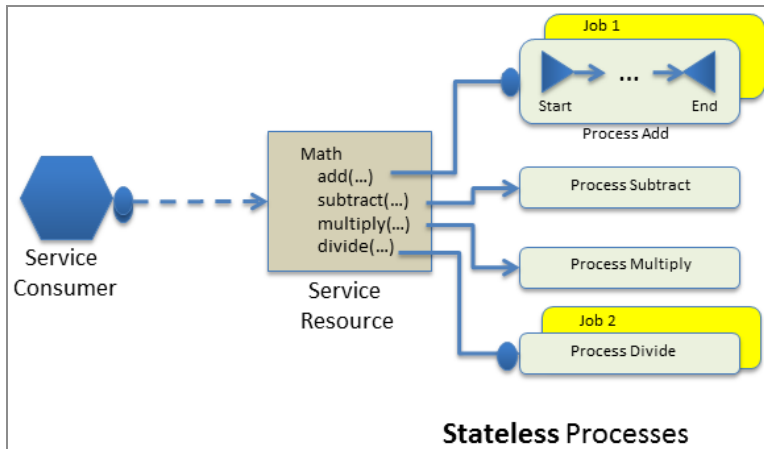 Job 1
...
Start
End
Process Add
Math
add(...)
subtract(...)
multiply(...)
divide(...)
Service
Resource
Service
Consumer
Process Subtract
Process Multiply
Job 2
Process Divide
Stateless Processes